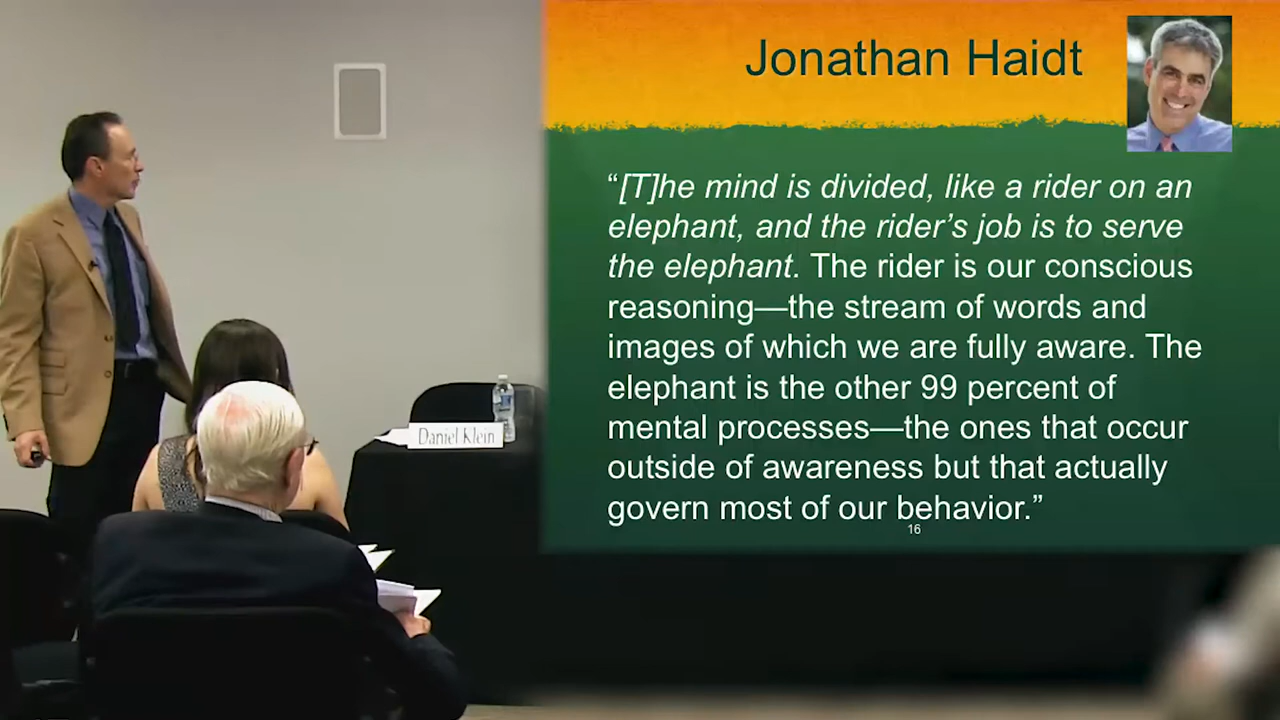 Jonathan Haidt
“[T]he mind is divided, like a rider on an
elephant, and the rider’s job is to serve
the elephant. The rider is our conscious
reasoning—the stream of words and
images of which we are fully aware. The
elephant is the other 99 percent of
mental processes—the ones that occur
outside of awareness but that actually
govern most of our behavior.”
16
Daniel Klein